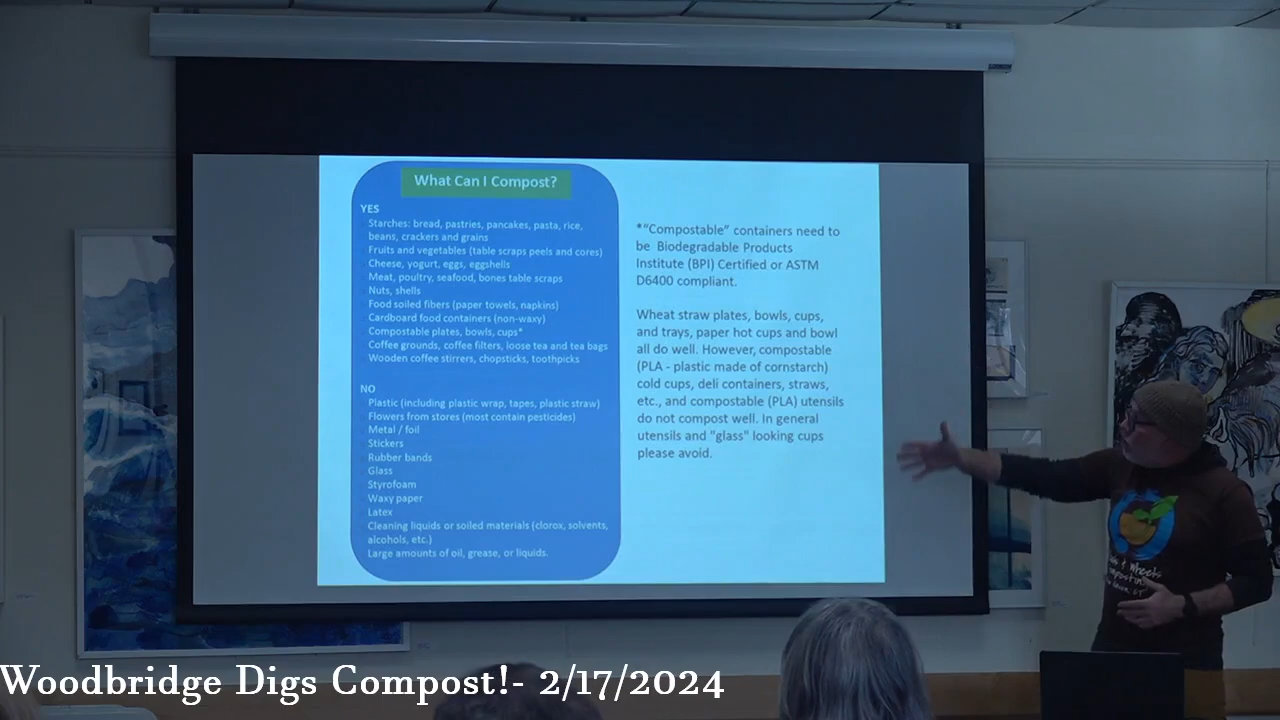 What Can I Compost?
YES
Starches: bread, pastries, pancakes, pasta, rice,
beans, crackers and grains
Fruits and vegetables (table scraps peels and cores)
Cheese, yogurt, eggs, eggshells
Meat, poultry, seafood, bones table scraps
Nuts, shells
Food soiled fibers (paper towels, napkins)
Cardboard food containers (non-waxy)
Compostable plates, bowls, cups*
Coffee grounds, coffee filters, loose tea and tea bags
Wooden coffee stirrers, chopsticks, toothpicks
NO
Plastic (including plastic wrap, tapes, plastic straw)
Flowers from stores (most contain pesticides)
Metal / foil
Stickers
Rubber bands
Glass
Styrofoam
Waxy paper
Latex
Cleaning liquids or soiled materials (clorox, solvents,
alcohols, etc.)
Large amounts of oil, grease, or liquids.
*“Compostable” containers need to
be Biodegradable Products
Institute (BPI) Certified or ASTM
D6400 compliant.
Wheat straw plates, bowls, cups,
and trays, paper hot cups and bowl
all do well. However, compostable
(PLA - plastic made of cornstarch)
cold cups, deli containers, straws,
etc., and compostable (PLA) utensils
do not compost well. In general
utensils and "glass" looking cups
please avoid.
Wheels
Woodbridge Digs Compost!- 2/17/2024